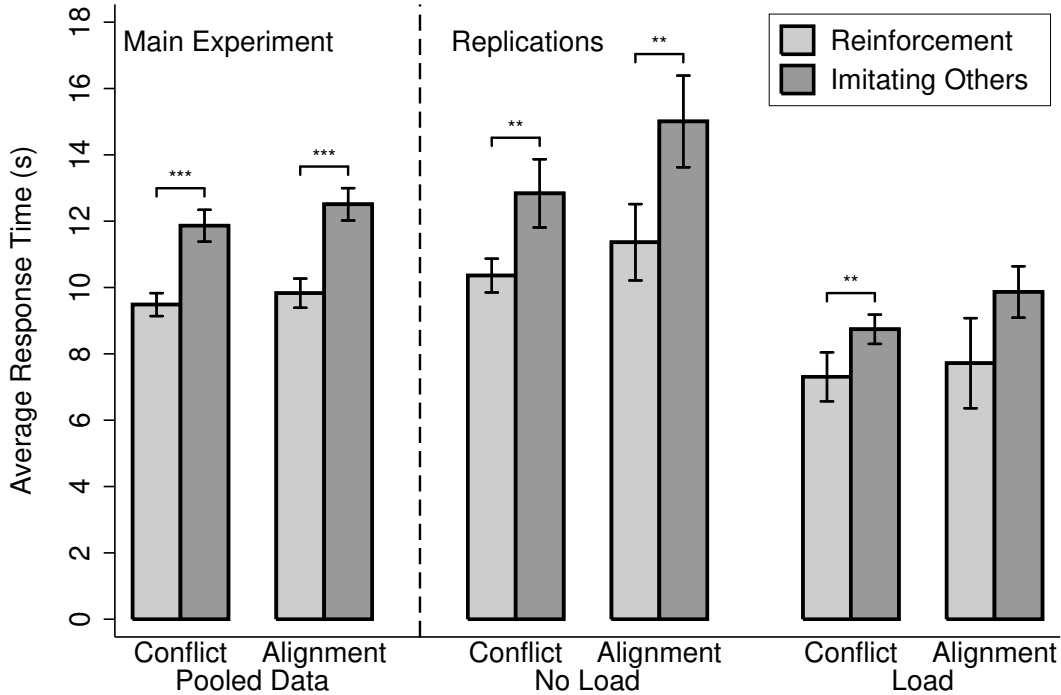 Main Experiment
Replications
Reinforcement
Imitating Others
Average Response Time (s)
18
16
14
12
10
8
6
4
2
0
***
***
**
**
**
Conflict Alignment Conflict Alignment Conflict Alignment
Pooled Data No Load Load